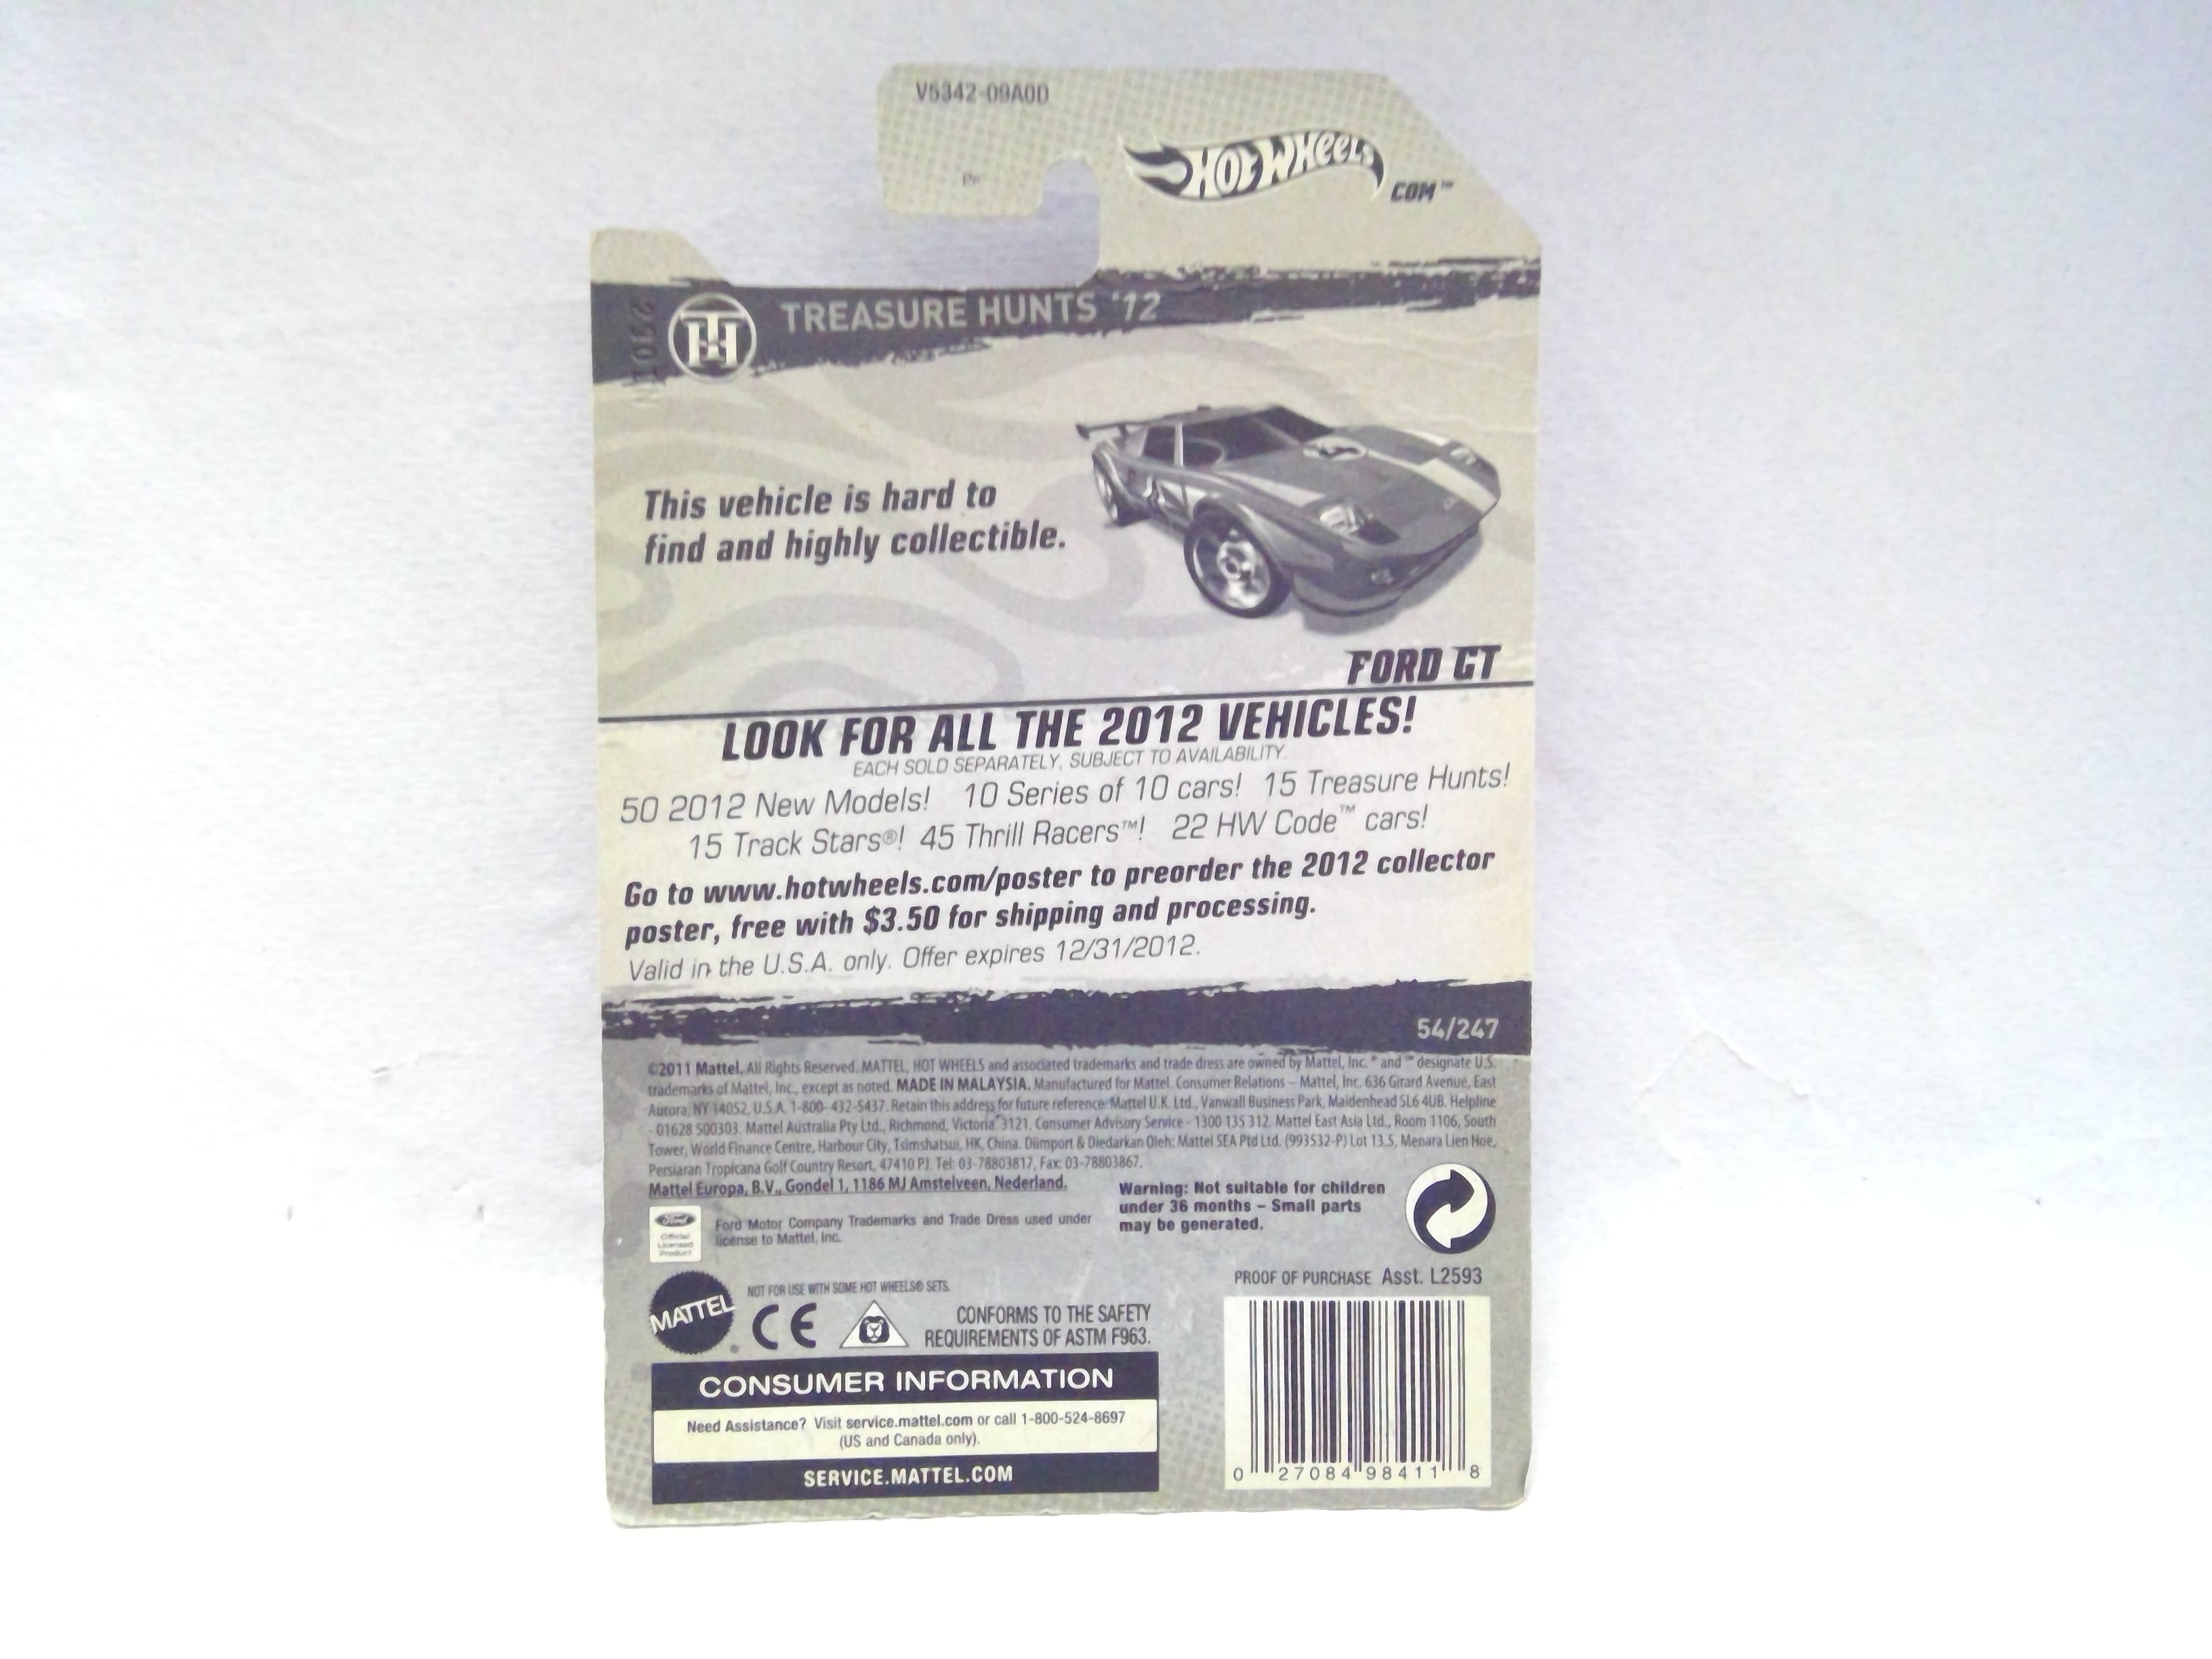 V5342-09A0D
HOT WHEELS
.COM™
TREASURE HUNTS '12
This vehicle is hard to
find and highly collectible.
FORD GT
LOOK FOR ALL THE 2012 VEHICLES!
EACH SOLD SEPARATELY, SUBJECT TO AVAILABILITY.
50 2012 New Models! 10 Series of 10 cars! 15 Treasure Hunts!
15 Track Stars®! 45 Thrill Racers™! 22 HW Code™ cars!
Go to www.hotwheels.com/poster to preorder the 2012 collector
poster, free with $3.50 for shipping and processing.
Valid in the U.S.A. only. Offer expires 12/31/2012.
54/247
©2011 Mattel. All Rights Reserved. MATTEL, HOT WHEELS and associated trademarks and trade dress are owned by Mattel, Inc. ® and ™ designate U.S.
trademarks of Mattel, Inc., except as noted. MADE IN MALAYSIA. Manufactured for Mattel. Consumer Relations – Mattel, Inc. 636 Girard Avenue, East
Aurora, NY 14052, U.S.A. 1-800- 432-5437. Retain this address for future reference: Mattel U.K. Ltd., Vanwall Business Park, Maidenhead SL6 4UB. Helpline
- 01628 500303. Mattel Australia Pty Ltd., Richmond, Victoria. 3121. Consumer Advisory Service - 1300 135 312. Mattel East Asia Ltd., Room 1106, South
Tower, World Finance Centre, Harbour City, Tsimshatsui, HK, China. Diimport & Diedarkan Oleh: Mattel SEA Ptd Ltd. (993532-P) Lot 13.5, Menara Lien Hoe,
Persiaran Tropicana Golf Country Resort, 47410 PJ. Tel: 03-78803817, Fax: 03-78803867.
Mattel Europa, B.V., Gondel 1, 1186 MJ Amstelveen, Nederland.
Warning: Not suitable for children
under 36 months – Small parts
may be generated.
Ford
Official
Licensed
Product
Ford Motor Company Trademarks and Trade Dress used under
license to Mattel, Inc.
PROOF OF PURCHASE Asst. L2593
NOT FOR USE WITH SOME HOT WHEELS® SETS.
MATTEL®
CE
CONFORMS TO THE SAFETY
REQUIREMENTS OF ASTM F963.
CONSUMER INFORMATION
Need Assistance? Visit service.mattel.com or call 1-800-524-8697
(US and Canada only).
SERVICE.MATTEL.COM
0 27084 98411 8